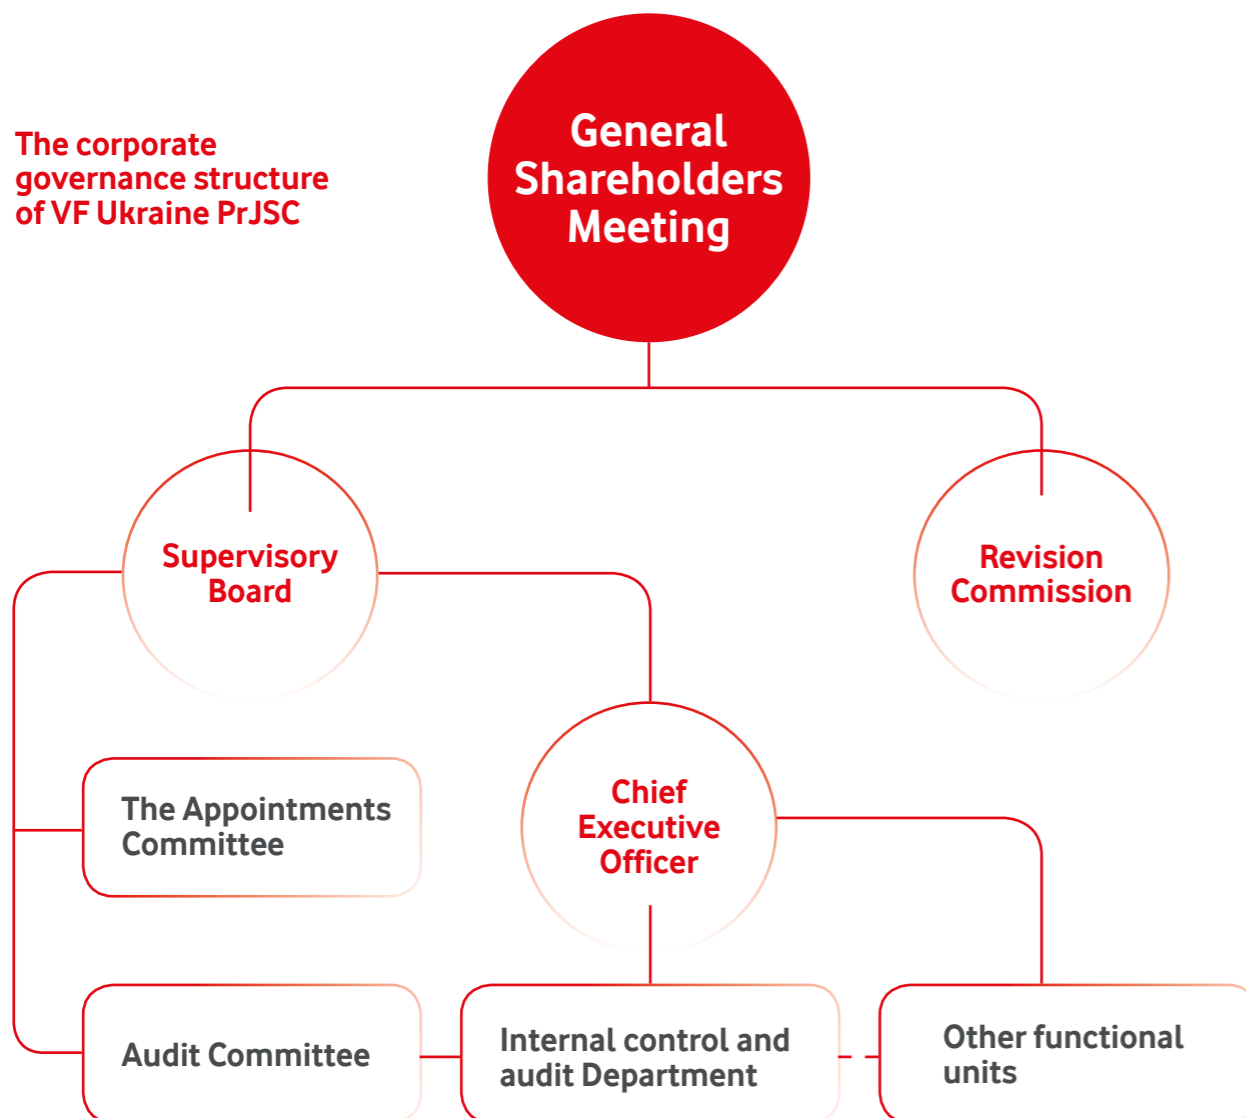 The corporate
governance structure
of VF Ukraine PrJSC
General
Shareholders
Meeting
Supervisory
Board
Revision
Commission
The Appointments
Committee
Chief
Executive
Officer
Audit Committee
Internal control and
audit Department
Other functional
units